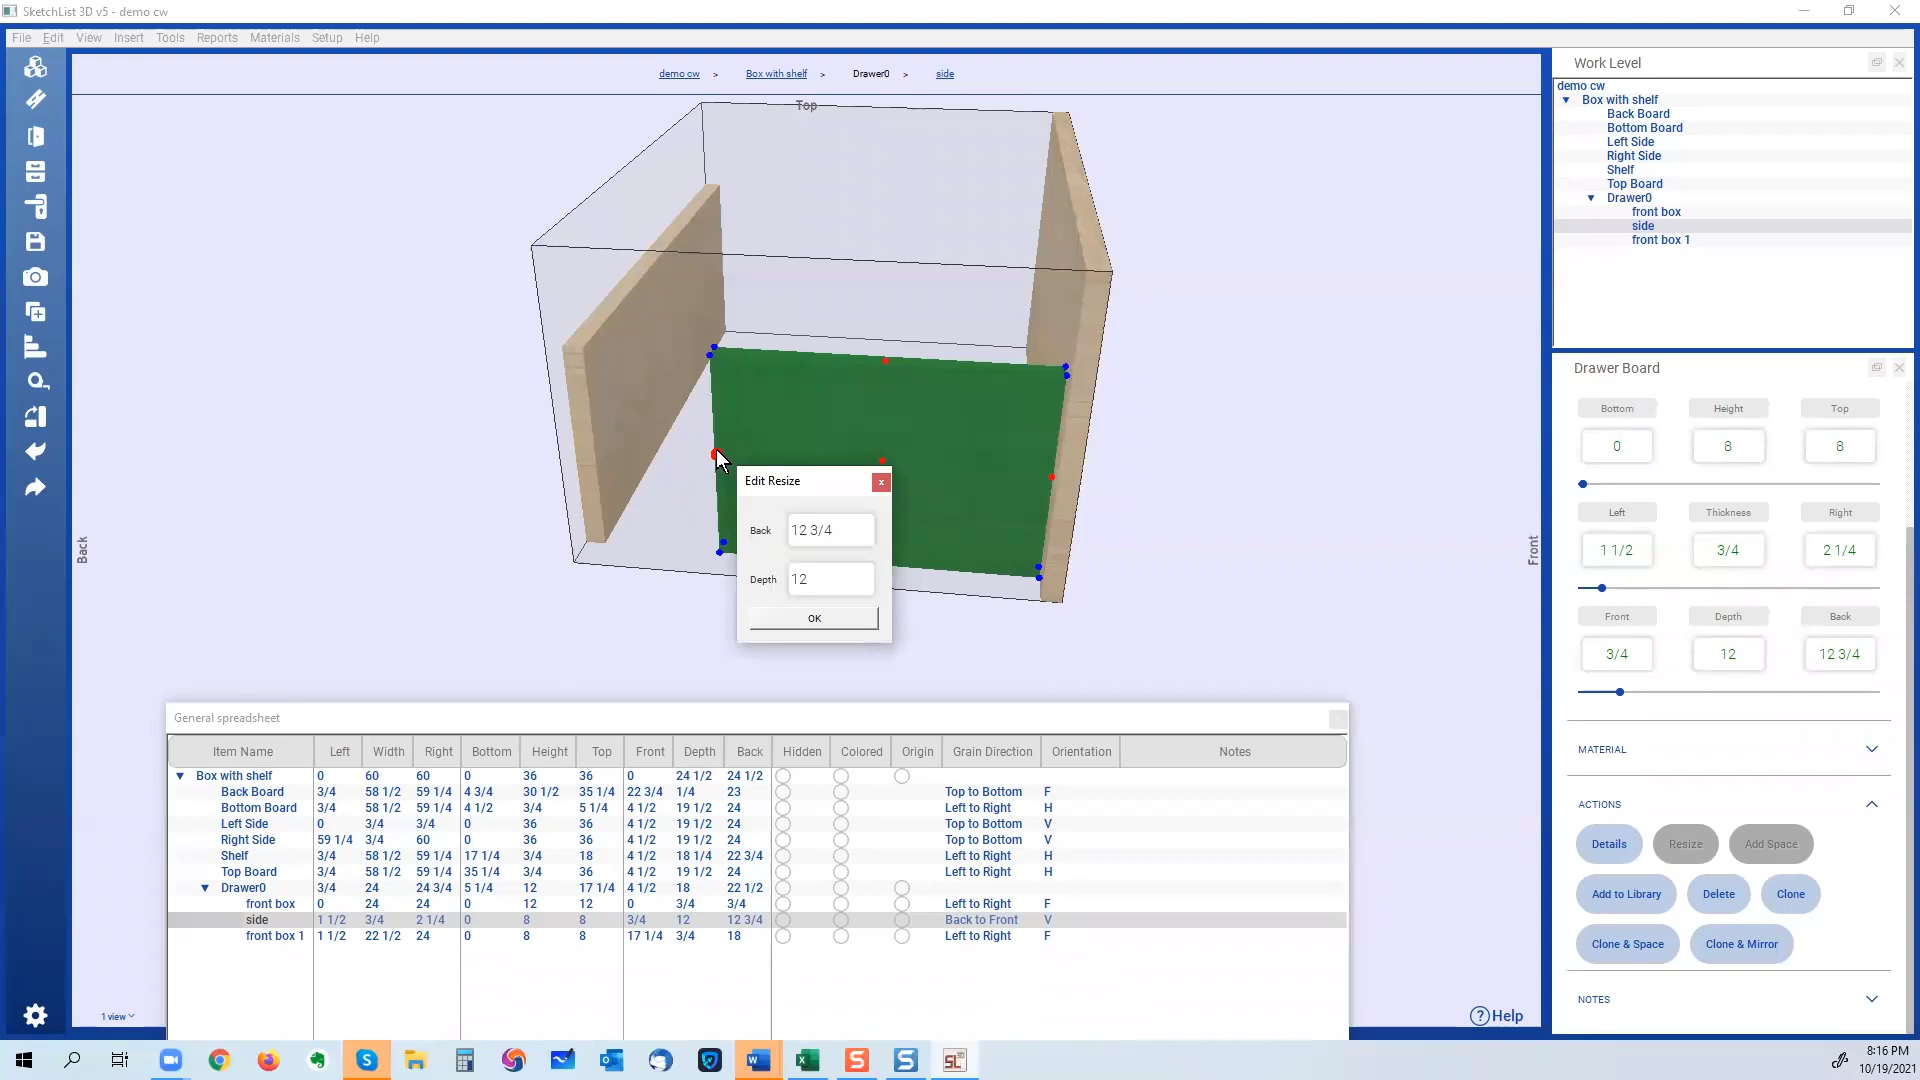 SketchList 3D v5 - demo cw
File Edit View Insert Tools Reports Materials Setup Help
demo cw > Box with shelf > Drawer0 > side
Top
Back
Front
Edit Resize
x
Back 12 3/4
Depth 12
OK
1 view
? Help
General spreadsheet
Item Name Left Width Right Bottom Height Top Front Depth Back Hidden Colored Origin Grain Direction Orientation Notes
Box with shelf 0 60 60 0 36 36 0 24 1/2 24 1/2
Back Board 3/4 58 1/2 59 1/4 4 3/4 30 1/2 35 1/4 22 3/4 1/4 23 Top to Bottom F
Bottom Board 3/4 58 1/2 59 1/4 4 1/2 3/4 5 1/4 4 1/2 19 1/2 24 Left to Right H
Left Side 0 3/4 3/4 0 36 36 4 1/2 19 1/2 24 Top to Bottom V
Right Side 59 1/4 3/4 60 0 36 36 4 1/2 19 1/2 24 Top to Bottom V
Shelf 3/4 58 1/2 59 1/4 17 1/4 3/4 18 4 1/2 18 1/4 22 3/4 Left to Right H
Top Board 3/4 58 1/2 59 1/4 35 1/4 3/4 36 4 1/2 19 1/2 24 Left to Right H
Drawer0 3/4 24 24 3/4 5 1/4 12 17 1/4 4 1/2 18 22 1/2
front box 0 24 24 0 12 12 0 3/4 3/4 Left to Right F
side 1 1/2 3/4 2 1/4 0 8 8 3/4 12 12 3/4 Back to Front V
front box 1 1 1/2 22 1/2 24 0 8 8 17 1/4 3/4 18 Left to Right F
Work Level
demo cw
Box with shelf
Back Board
Bottom Board
Left Side
Right Side
Shelf
Top Board
Drawer0
front box
side
front box 1
Drawer Board
Bottom Height Top
0 8 8
Left Thickness Right
1 1/2 3/4 2 1/4
Front Depth Back
3/4 12 12 3/4
MATERIAL
ACTIONS
Details Resize Add Space
Add to Library Delete Clone
Clone & Space Clone & Mirror
NOTES
8:16 PM
10/19/2021